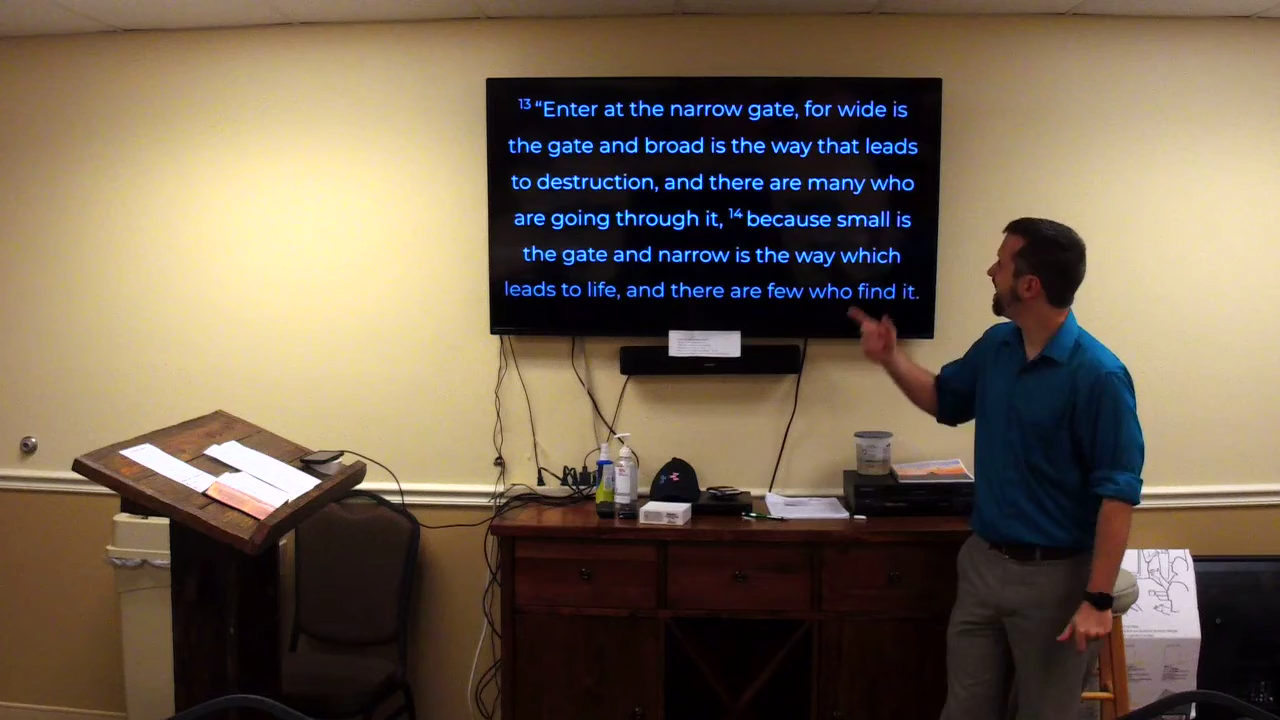 13 “Enter at the narrow gate, for wide is
the gate and broad is the way that leads
to destruction, and there are many who
are going through it, 14 because small is
the gate and narrow is the way which
leads to life, and there are few who find it.